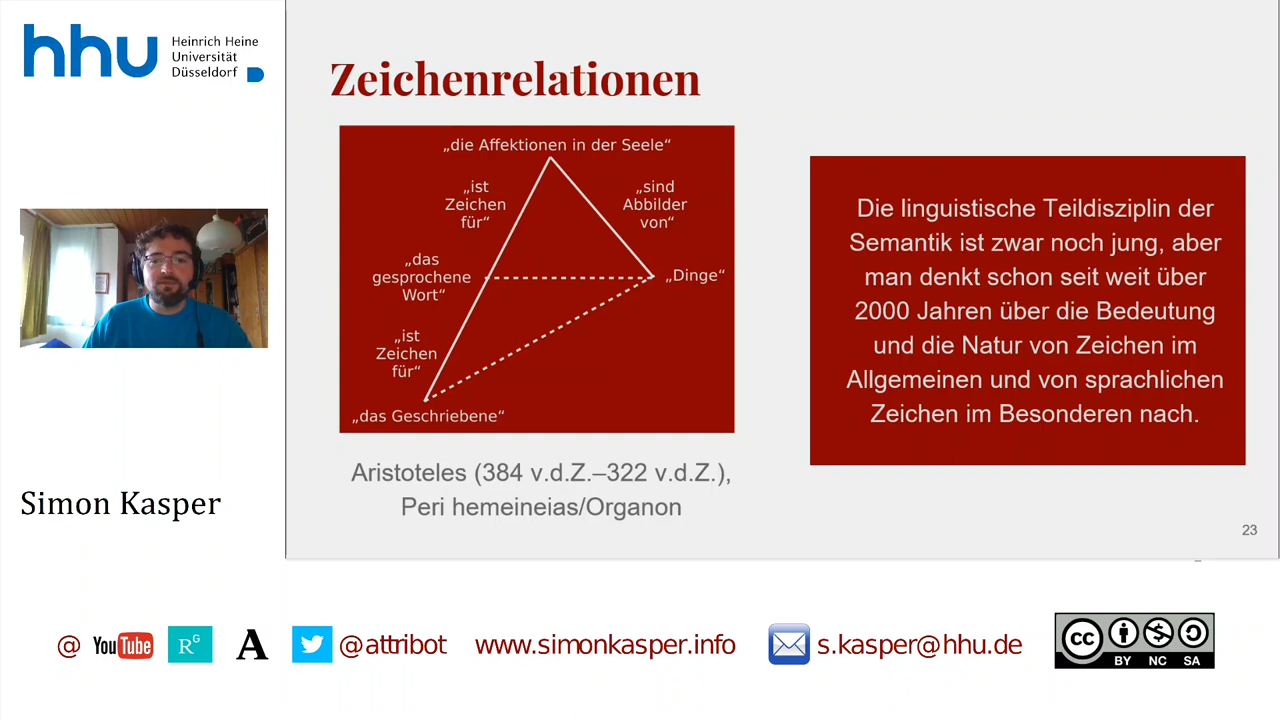 hhu
Heinrich Heine
Universität
Düsseldorf
Simon Kasper
Zeichenrelationen
„die Affektionen in der Seele“
„ist
Zeichen
für“
„sind
Abbilder
von“
„das
gesprochene
Wort“
„Dinge“
„ist
Zeichen
für“
„das Geschriebene“
Aristoteles (384 v.d.Z.–322 v.d.Z.),
Peri hemeineias/Organon
Die linguistische Teildisziplin der
Semantik ist zwar noch jung, aber
man denkt schon seit weit über
2000 Jahren über die Bedeutung
und die Natur von Zeichen im
Allgemeinen und von sprachlichen
Zeichen im Besonderen nach.
23
@ YouTube RG A @attribot www.simonkasper.info s.kasper@hhu.de
cc BY NC SA